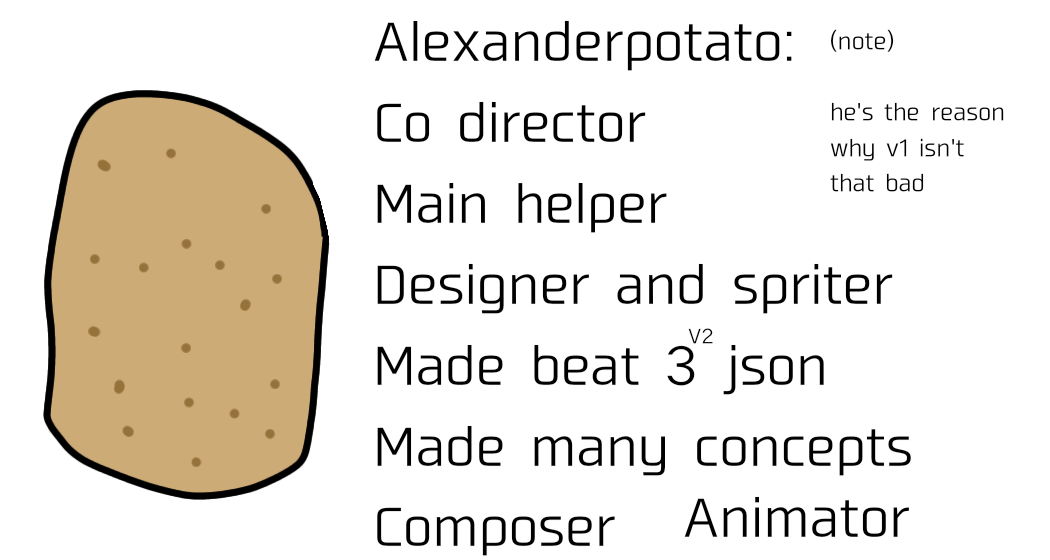 Alexanderpotato: (note)
Co director
Main helper
Designer and spriter
Made beat 3 V2 json
Made many concepts
Composer Animator
he's the reason
why v1 isn't
that bad